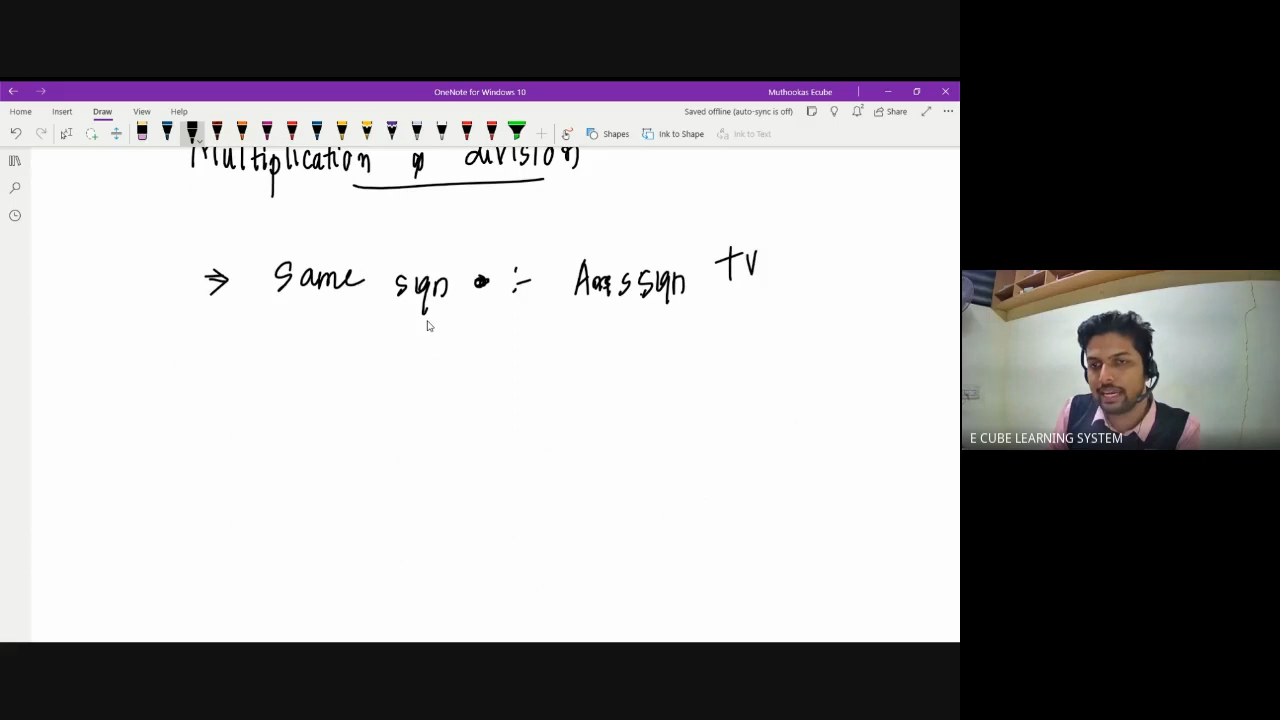 OneNote for Windows 10
Muthookas Ecube
Home Insert Draw View Help
Saved offline (auto-sync is off)
Share
Shapes
Ink to Shape
Ink to Text
Multiplication & division
⇒ Same sign :- Assign +v
E CUBE LEARNING SYSTEM